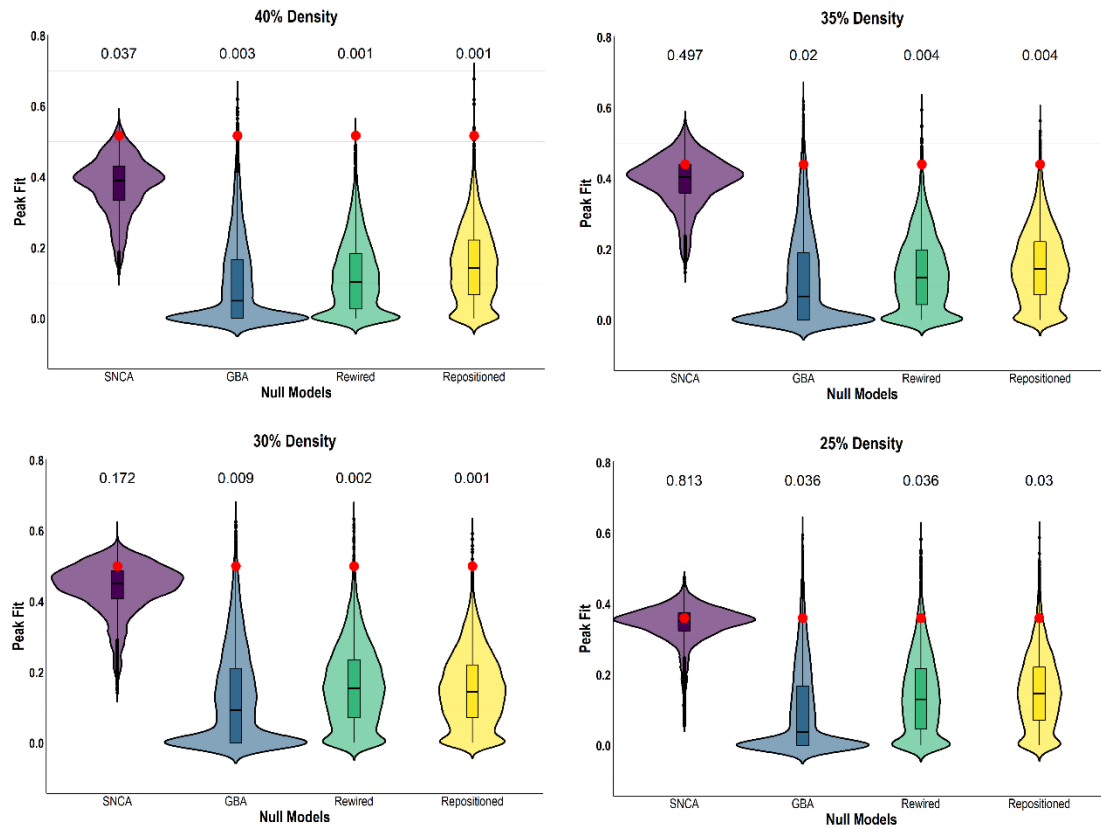 40% Density
0.8
0.6
0.4
0.2
0.0
Peak Fit
0.037 0.003 0.001 0.001
SNCA GBA Rewired Repositioned
Null Models
35% Density
0.8
0.6
0.4
0.2
0.0
Peak Fit
0.497 0.02 0.004 0.004
SNCA GBA Rewired Repositioned
Null Models
30% Density
0.8
0.6
0.4
0.2
0.0
Peak Fit
0.172 0.009 0.002 0.001
SNCA GBA Rewired Repositioned
Null Models
25% Density
0.8
0.6
0.4
0.2
0.0
Peak Fit
0.813 0.036 0.036 0.03
SNCA GBA Rewired Repositioned
Null Models